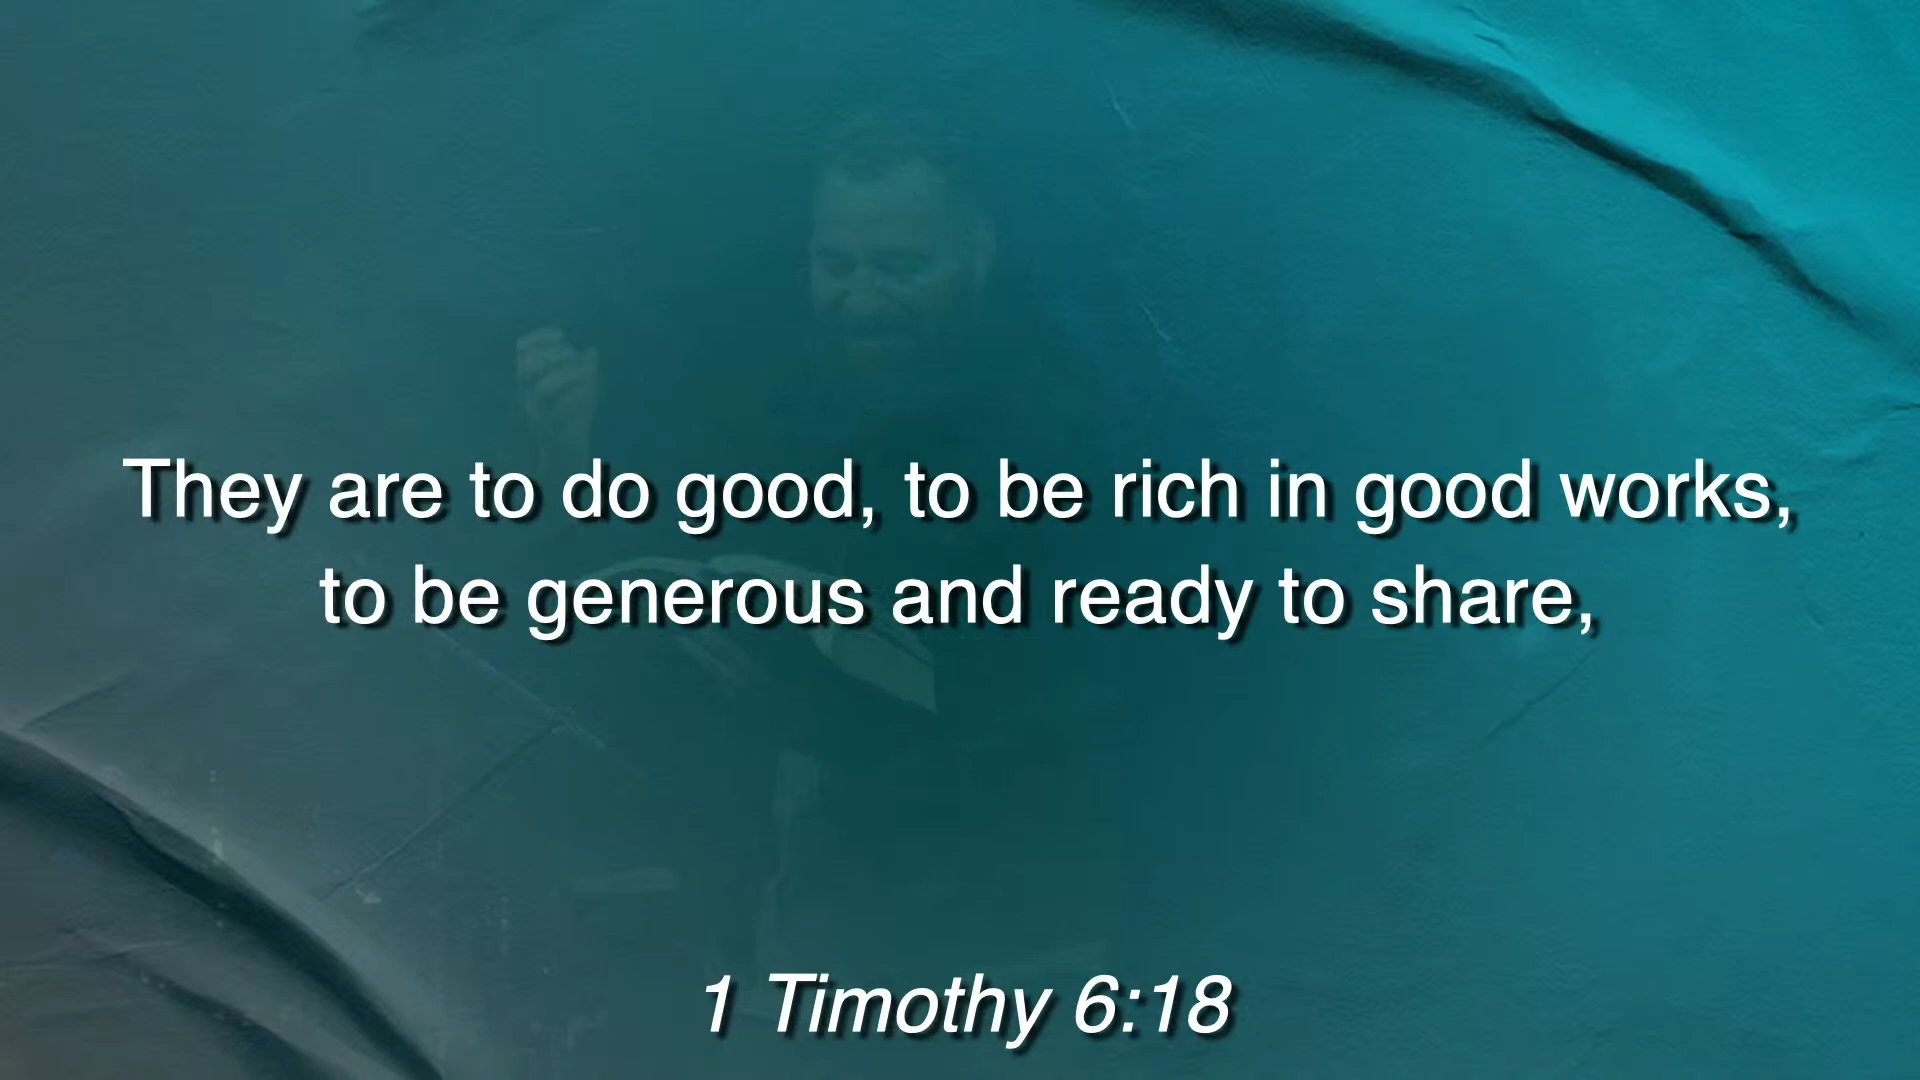 They are to do good, to be rich in good works,
to be generous and ready to share,
1 Timothy 6:18